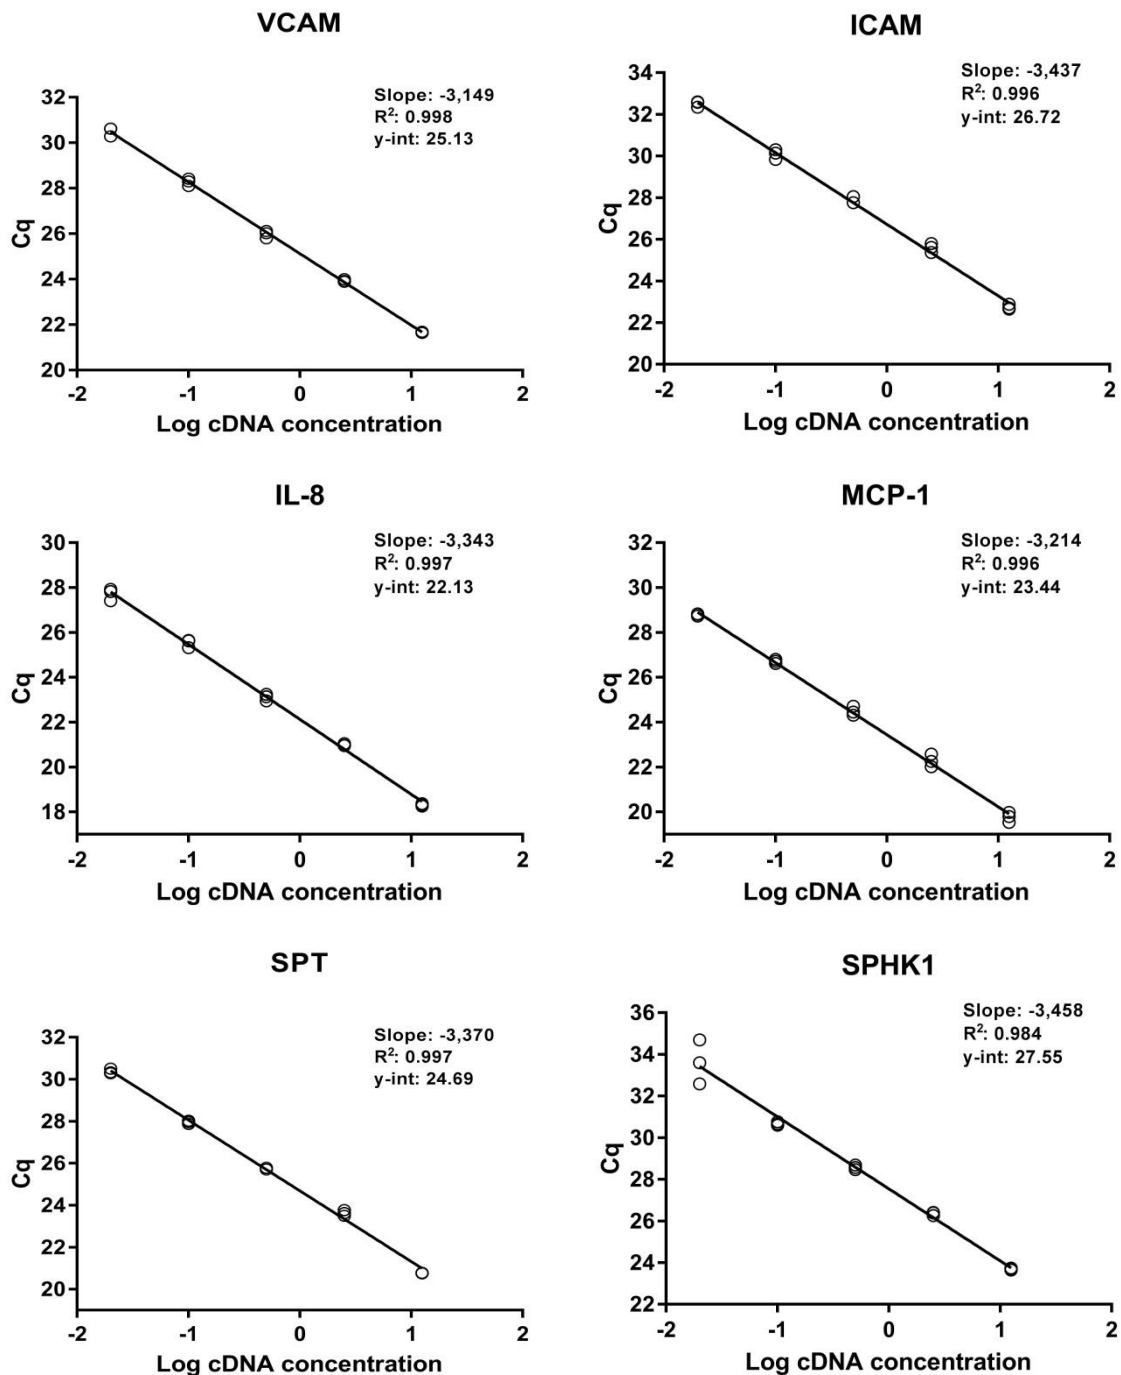 VCAM
Slope: -3,149
R²: 0.998
y-int: 25.13
32
30
28
26
24
22
20
Cq
-2 -1 0 1 2
Log cDNA concentration
ICAM
Slope: -3,437
R²: 0.996
y-int: 26.72
34
32
30
28
26
24
22
20
Cq
-2 -1 0 1 2
Log cDNA concentration
IL-8
Slope: -3,343
R²: 0.997
y-int: 22.13
30
28
26
24
22
20
18
Cq
-2 -1 0 1 2
Log cDNA concentration
MCP-1
Slope: -3,214
R²: 0.996
y-int: 23.44
32
30
28
26
24
22
20
Cq
-2 -1 0 1 2
Log cDNA concentration
SPT
Slope: -3,370
R²: 0.997
y-int: 24.69
32
30
28
26
24
22
20
Cq
-2 -1 0 1 2
Log cDNA concentration
SPHK1
Slope: -3,458
R²: 0.984
y-int: 27.55
36
34
32
30
28
26
24
22
Cq
-2 -1 0 1 2
Log cDNA concentration